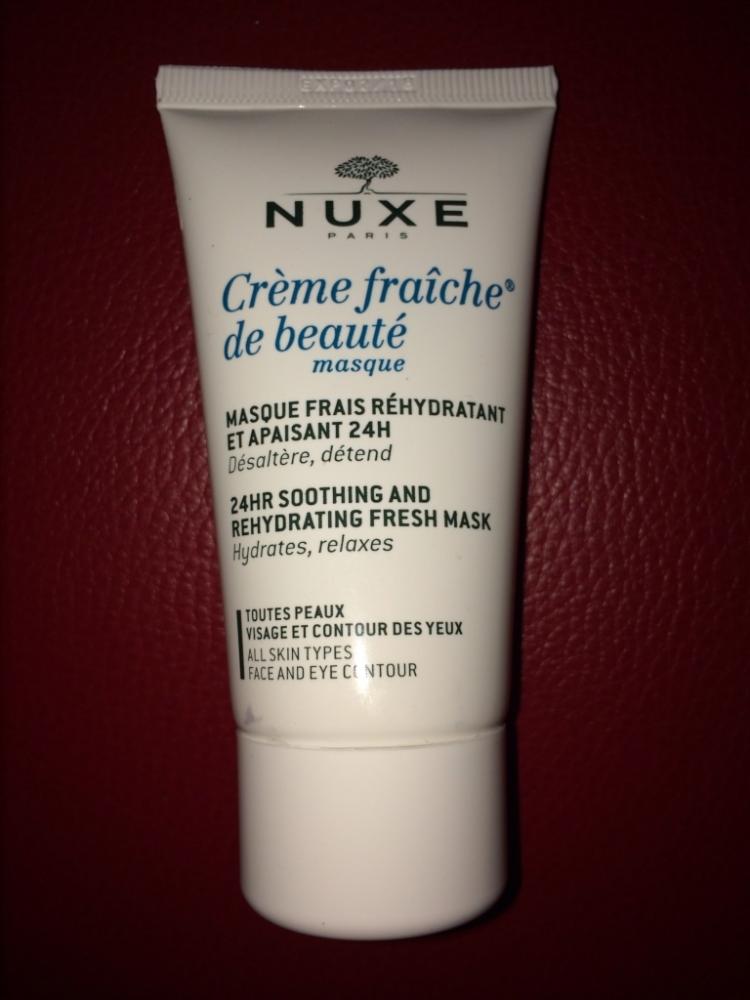 NUXE
PARIS
Crème fraîche®
de beauté
masque
MASQUE FRAIS RÉHYDRATANT
ET APAISANT 24H
Désaltère, détend
24HR SOOTHING AND
REHYDRATING FRESH MASK
Hydrates, relaxes
TOUTES PEAUX
VISAGE ET CONTOUR DES YEUX
ALL SKIN TYPES
FACE AND EYE CONTOUR